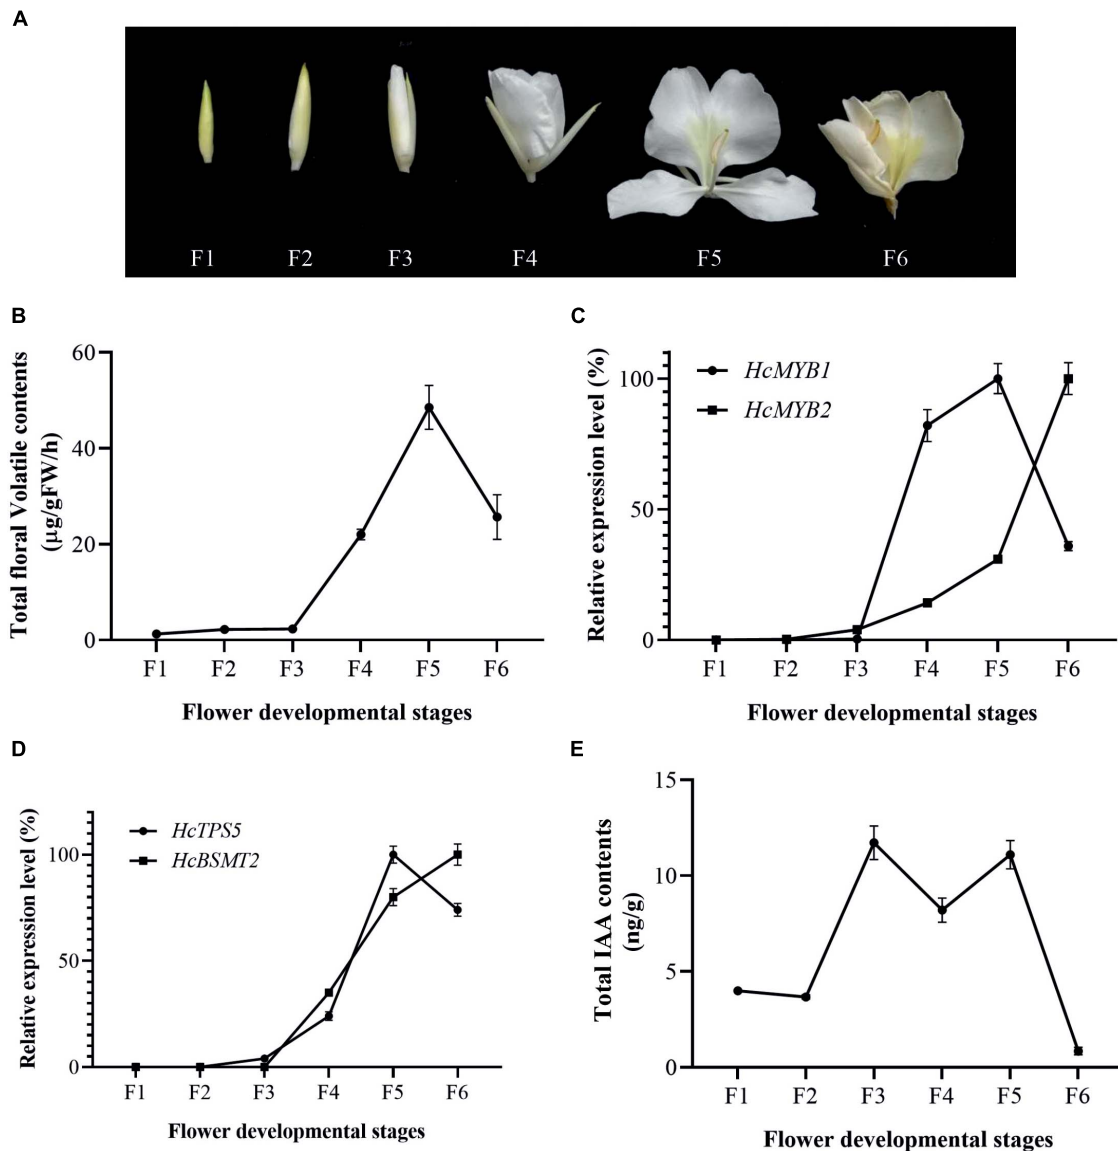 A
F1 F2 F3 F4 F5 F6
B
Total floral Volatile contents
(µg/gFW/h)
60
40
20
0
F1 F2 F3 F4 F5 F6
Flower developmental stages
C
Relative expression level (%)
HcMYB1
HcMYB2
100
50
0
F1 F2 F3 F4 F5 F6
Flower developmental stages
D
Relative expression level (%)
HcTPS5
HcBSMT2
100
50
0
F1 F2 F3 F4 F5 F6
Flower developmental stages
E
Total IAA contents
(ng/g)
15
10
5
0
F1 F2 F3 F4 F5 F6
Flower developmental stages